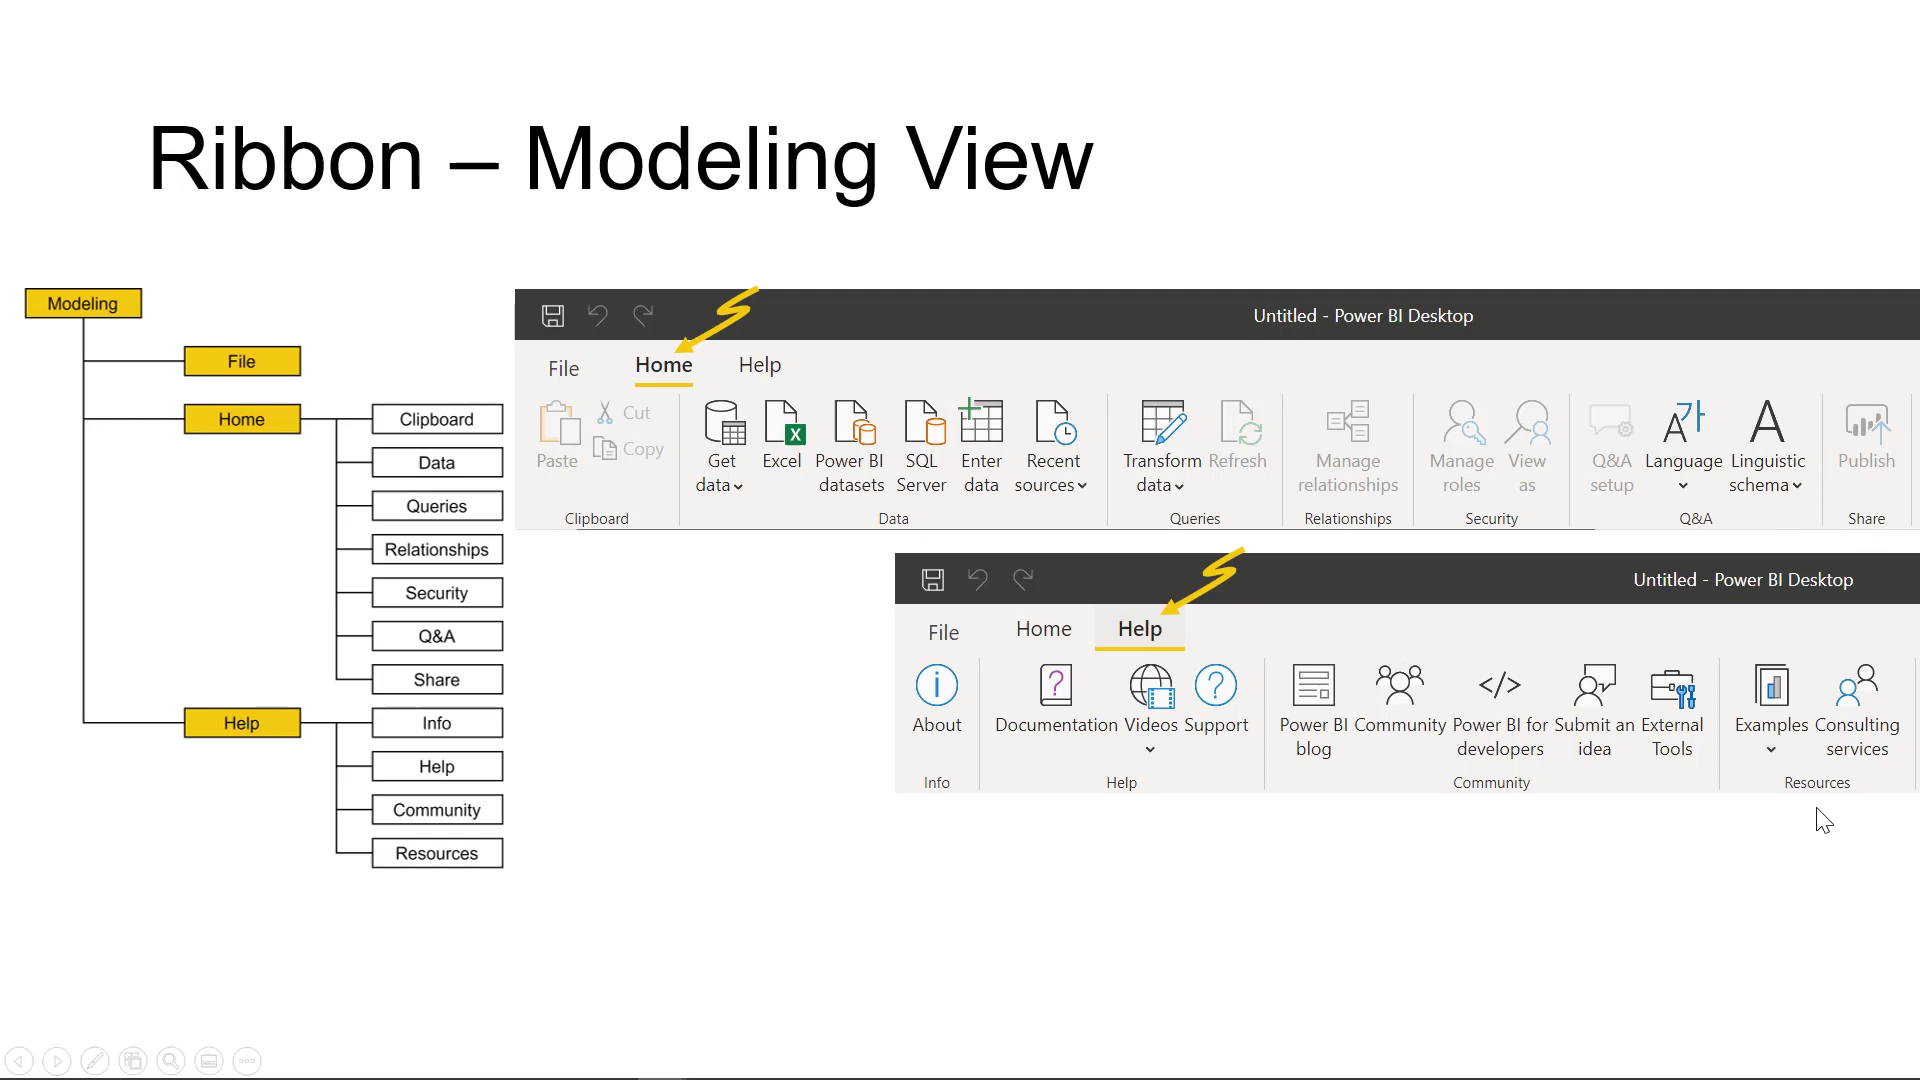 Ribbon – Modeling View
Modeling
File
Home
Clipboard
Data
Queries
Relationships
Security
Q&A
Share
Help
Info
Help
Community
Resources
Untitled - Power BI Desktop
File Home Help
Paste Cut Copy
Get data Excel Power BI datasets SQL Server Enter data Recent sources
Transform data Refresh
Manage relationships
Manage roles View as
Q&A setup Language Linguistic schema
Publish
Clipboard Data Queries Relationships Security Q&A Share
Untitled - Power BI Desktop
File Home Help
About
Documentation Videos Support
Power BI blog Community Power BI for developers Submit an idea External Tools
Examples Consulting services
Info Help Community Resources